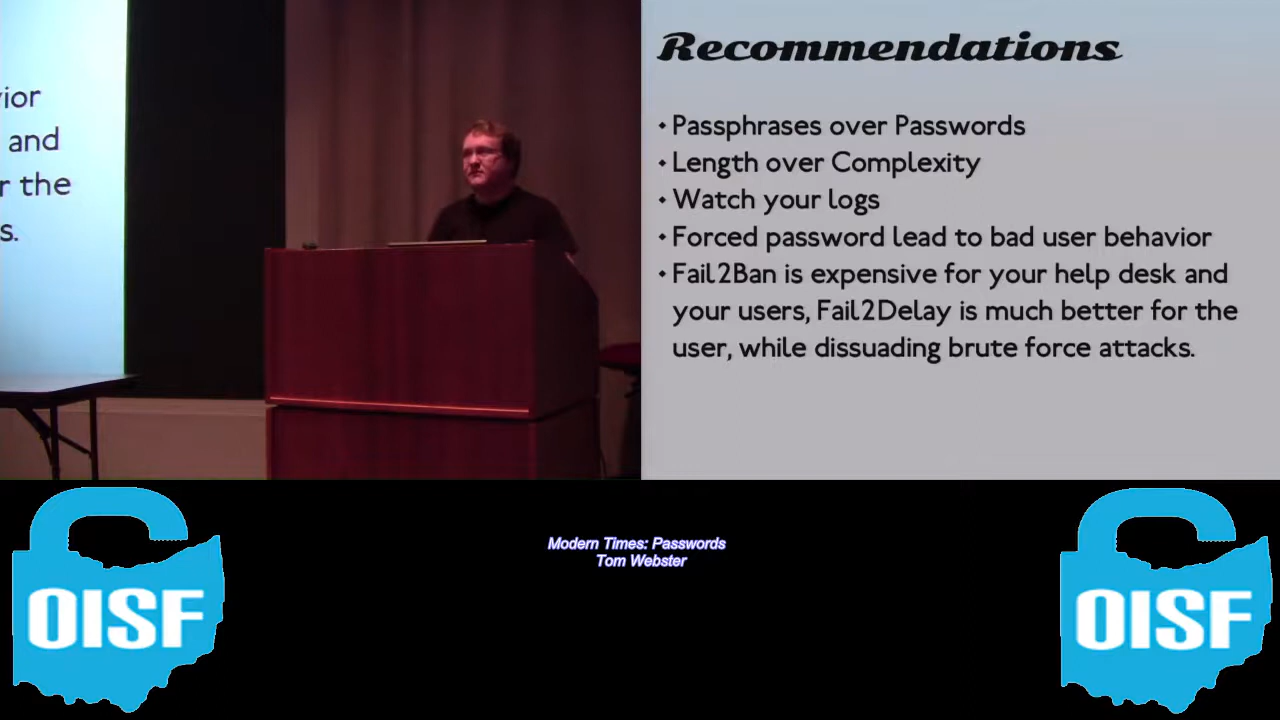 ior
and
r the
s.
Recommendations
• Passphrases over Passwords
• Length over Complexity
• Watch your logs
• Forced password lead to bad user behavior
• Fail2Ban is expensive for your help desk and
your users, Fail2Delay is much better for the
user, while dissuading brute force attacks.
Modern Times: Passwords
Tom Webster
OISF
OISF